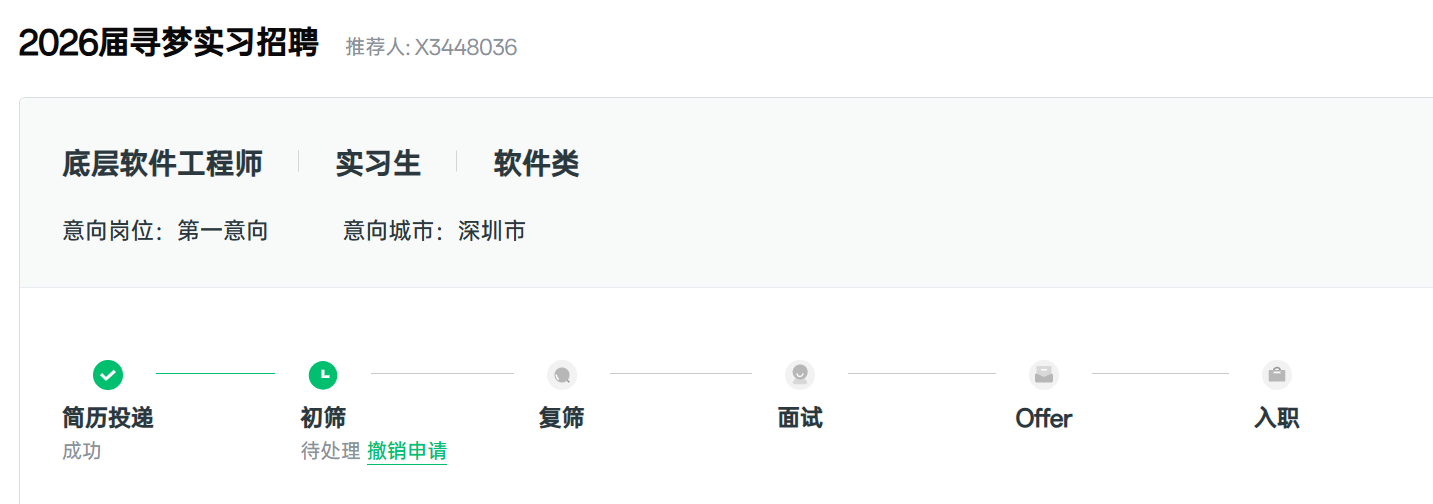 2026届寻梦实习招聘 推荐人: X3448036
底层软件工程师 实习生 软件类
意向岗位：第一意向 意向城市：深圳市
简历投递 初筛 复筛 面试 Offer 入职
成功 待处理 撤销申请